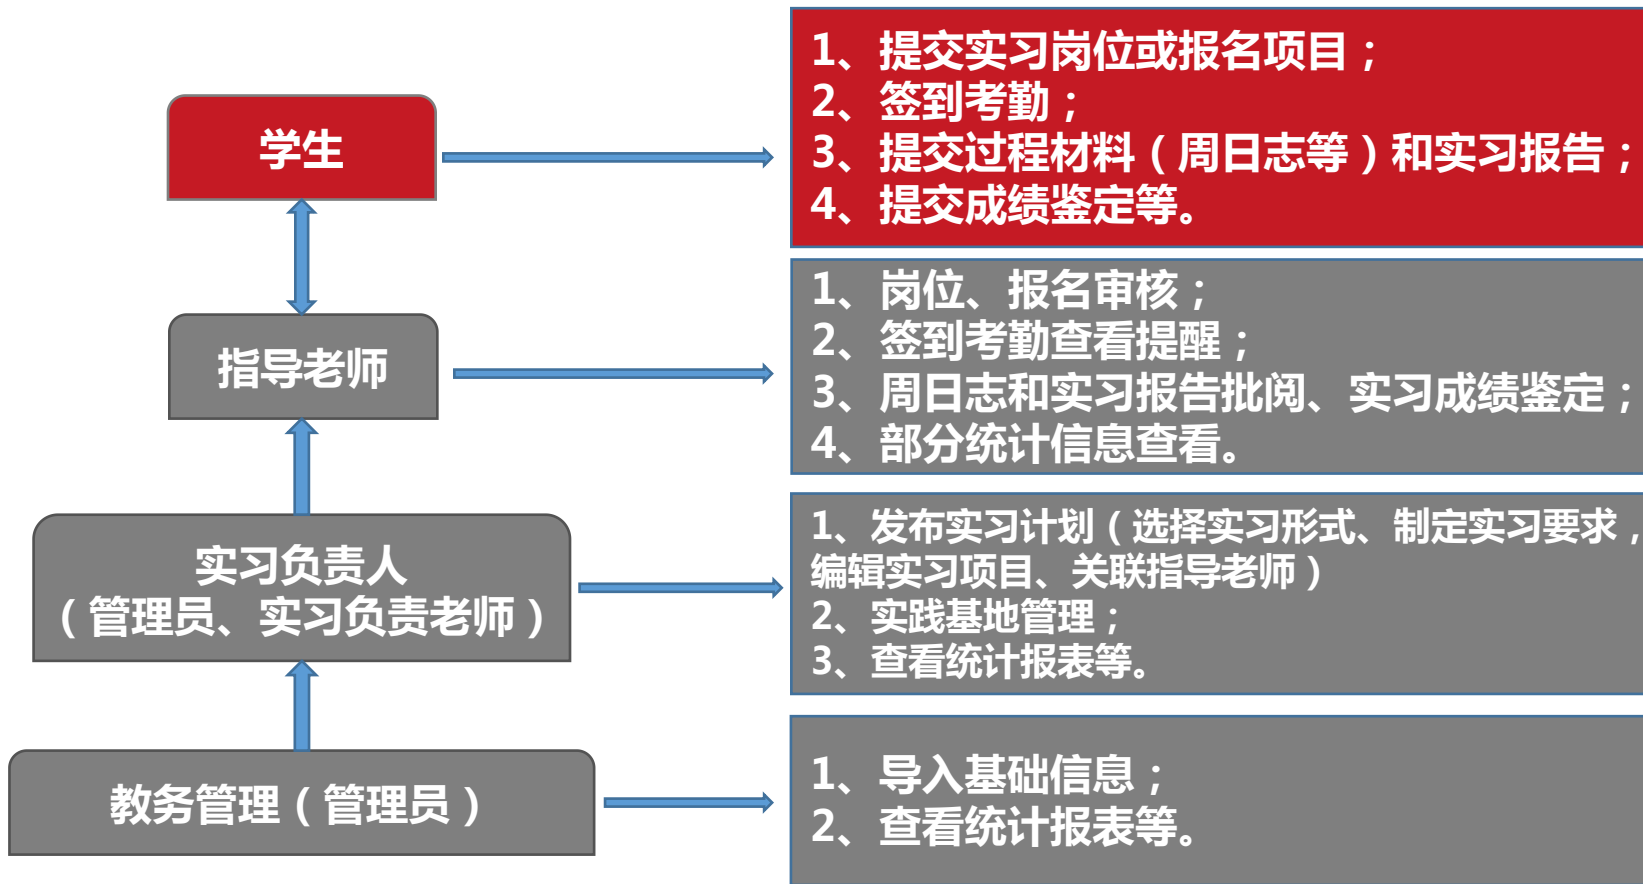 学生
1、提交实习岗位或报名项目；
2、签到考勤；
3、提交过程材料（周日志等）和实习报告；
4、提交成绩鉴定等。
指导老师
1、岗位、报名审核；
2、签到考勤查看提醒；
3、周日志和实习报告批阅、实习成绩鉴定；
4、部分统计信息查看。
实习负责人
（管理员、实习负责老师）
1、发布实习计划（选择实习形式、制定实习要求，
编辑实习项目、关联指导老师）
2、实践基地管理；
3、查看统计报表等。
教务管理（管理员）
1、导入基础信息；
2、查看统计报表等。